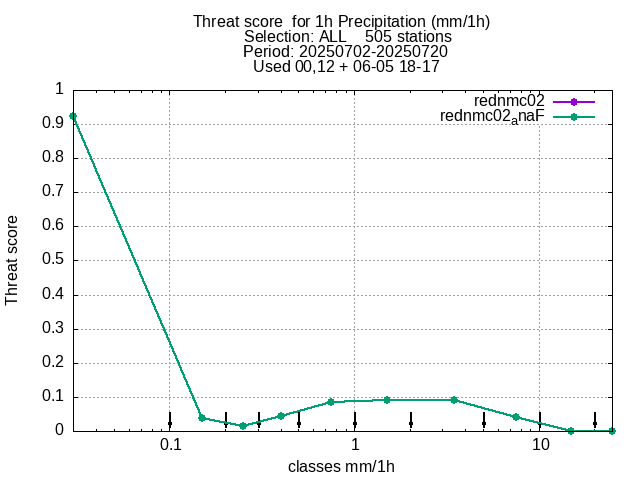 Threat score  for 1h Precipitation (mm/1h)
Selection: ALL    505 stations
Period: 20250702-20250720
Used 00,12 + 06-05 18-17
rednmc02
rednmc02anaF
1
0.9
0.8
0.7
0.6
0.5
0.4
0.3
0.2
0.1
0
Threat score
0.1 1 10
classes mm/1h